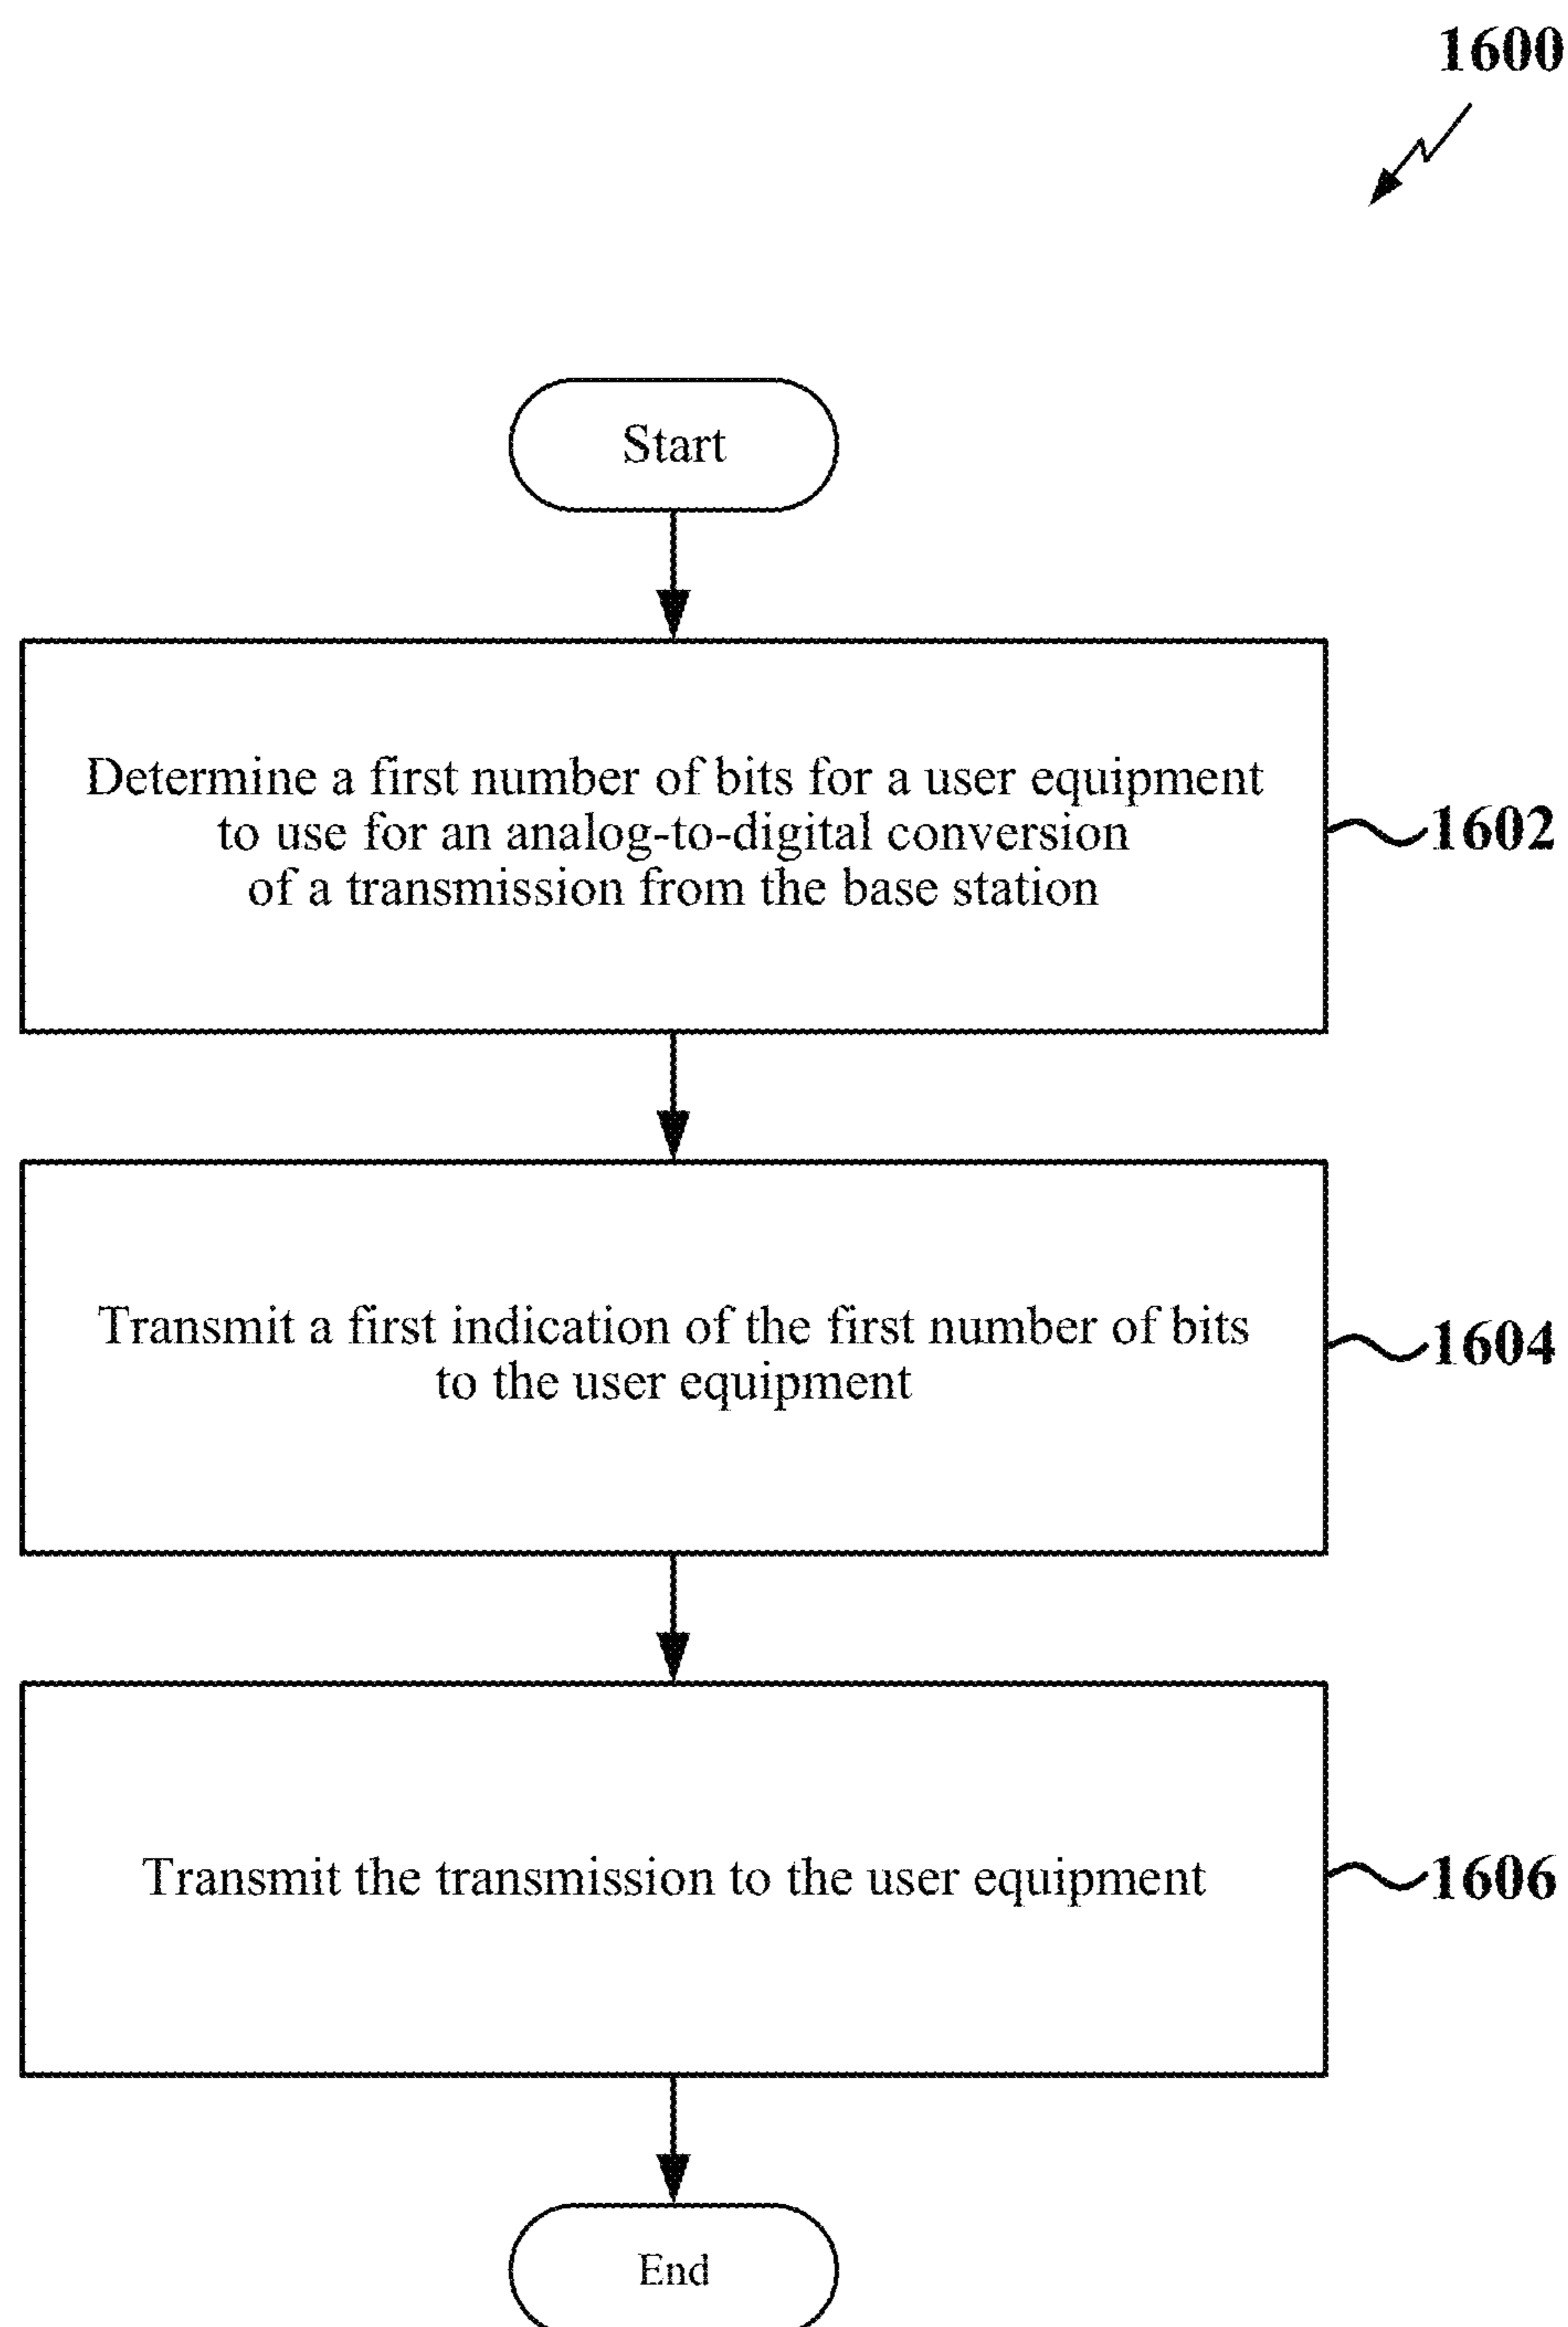 1600
Start
Determine a first number of bits for a user equipment
to use for an analog-to-digital conversion
of a transmission from the base station
1602
Transmit a first indication of the first number of bits
to the user equipment
1604
Transmit the transmission to the user equipment
1606
End